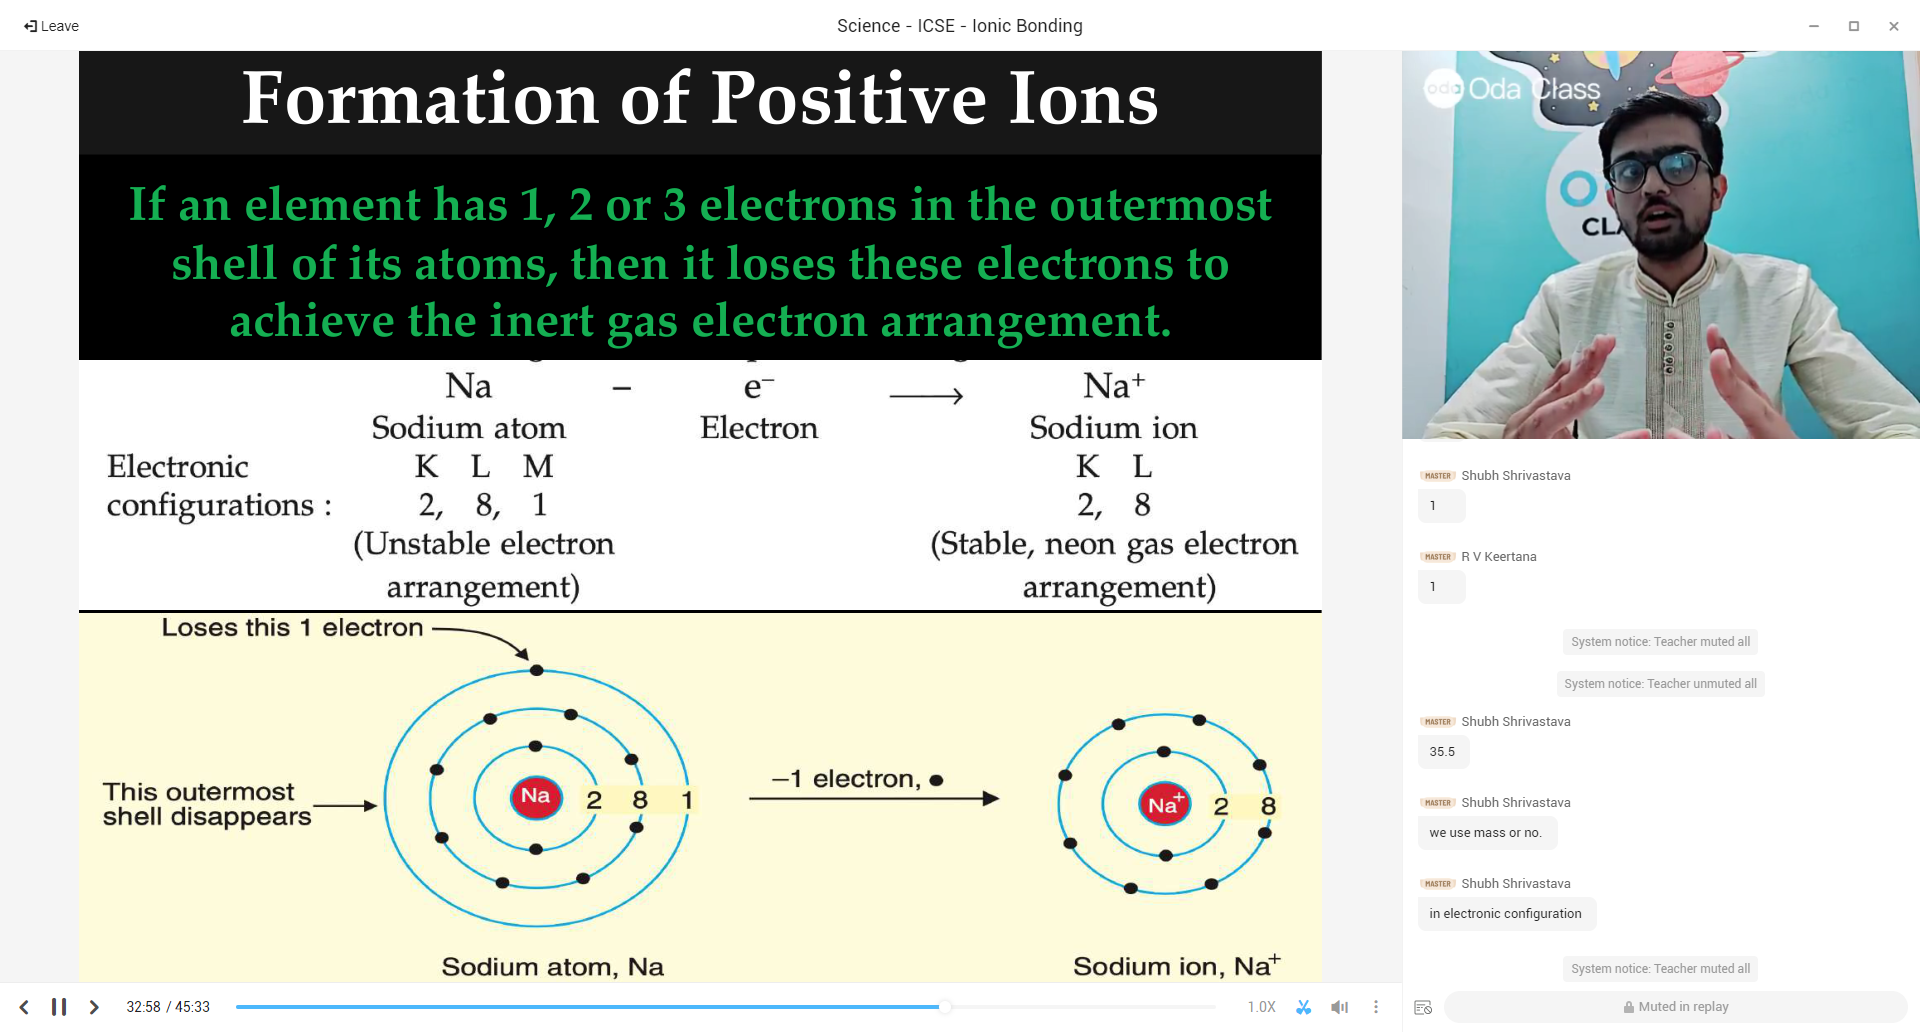 Leave
Science - ICSE - Ionic Bonding
Formation of Positive Ions
If an element has 1, 2 or 3 electrons in the outermost
shell of its atoms, then it loses these electrons to
achieve the inert gas electron arrangement.
Na – e⁻ ⟶ Na⁺
Sodium atom Electron Sodium ion
Electronic K L M K L
configurations : 2, 8, 1 2, 8
(Unstable electron (Stable, neon gas electron
arrangement) arrangement)
Loses this 1 electron
This outermost
shell disappears
Na 2 8 1
–1 electron,
Na⁺ 2 8
Sodium atom, Na
Sodium ion, Na⁺
oda Oda Class
CLA
MASTER Shubh Shrivastava
1
MASTER R V Keertana
1
System notice: Teacher muted all
System notice: Teacher unmuted all
MASTER Shubh Shrivastava
35.5
MASTER Shubh Shrivastava
we use mass or no.
MASTER Shubh Shrivastava
in electronic configuration
System notice: Teacher muted all
32:58 / 45:33
1.0X
Muted in replay